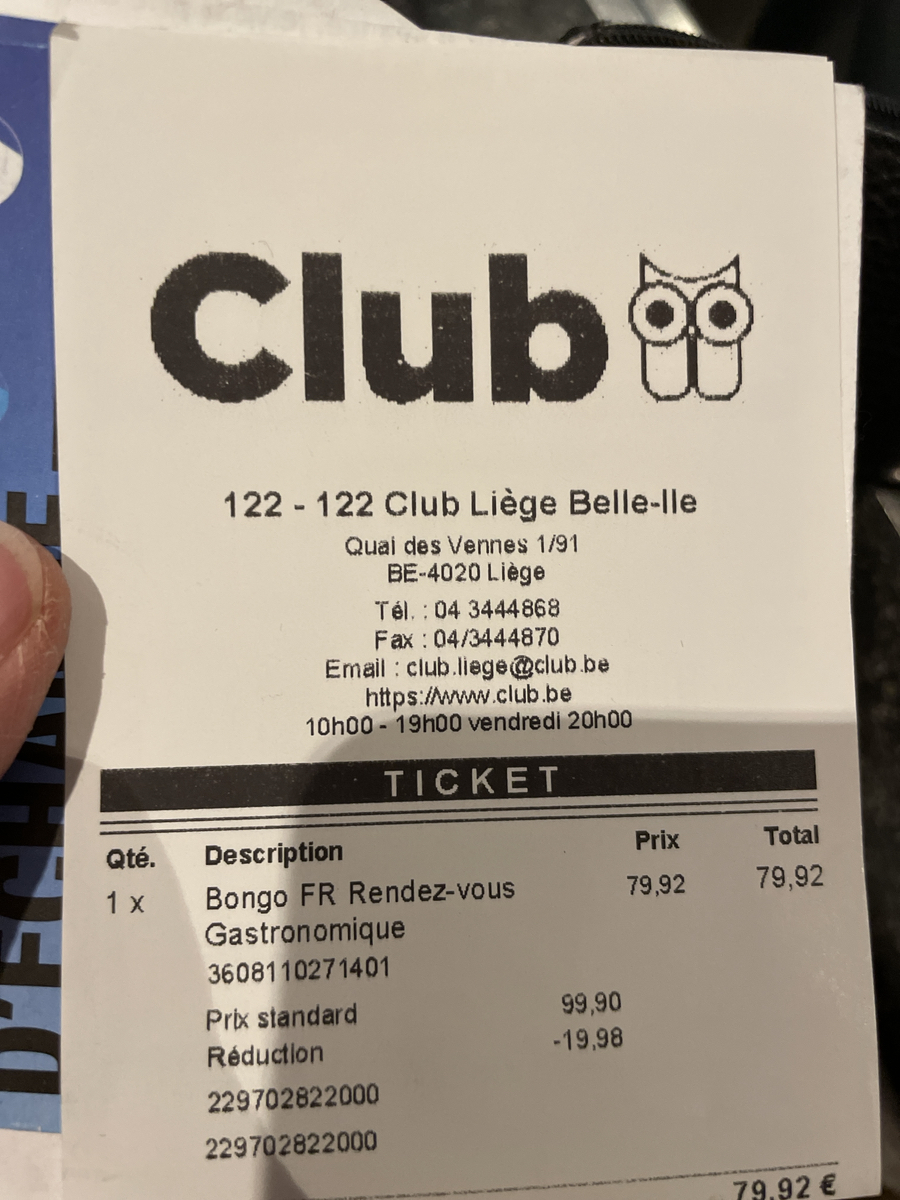 Club
122 - 122 Club Liège Belle-Ile
Quai des Vennes 1/91
BE-4020 Liège
Tél. : 04 3444868
Fax : 04/3444870
Email : club.liege@club.be
https://www.club.be
10h00 - 19h00 vendredi 20h00
TICKET
Qté. Description Prix Total
1 x Bongo FR Rendez-vous 79,92 79,92
Gastronomique
3608110271401
Prix standard 99,90
Réduction -19,98
229702822000
229702822000
79,92 €